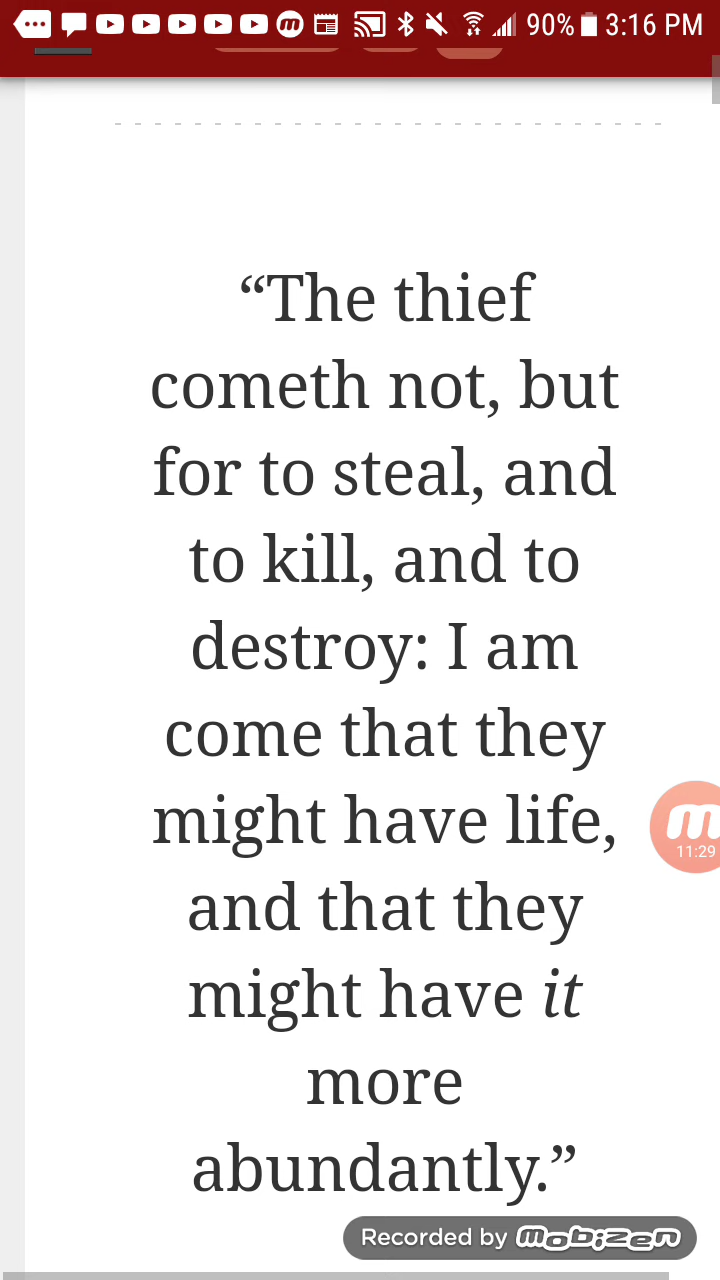 90% 3:16 PM
“The thief
cometh not, but
for to steal, and
to kill, and to
destroy: I am
come that they
might have life,
and that they
might have it
more
abundantly.”
m
11:29
Recorded by mobizen